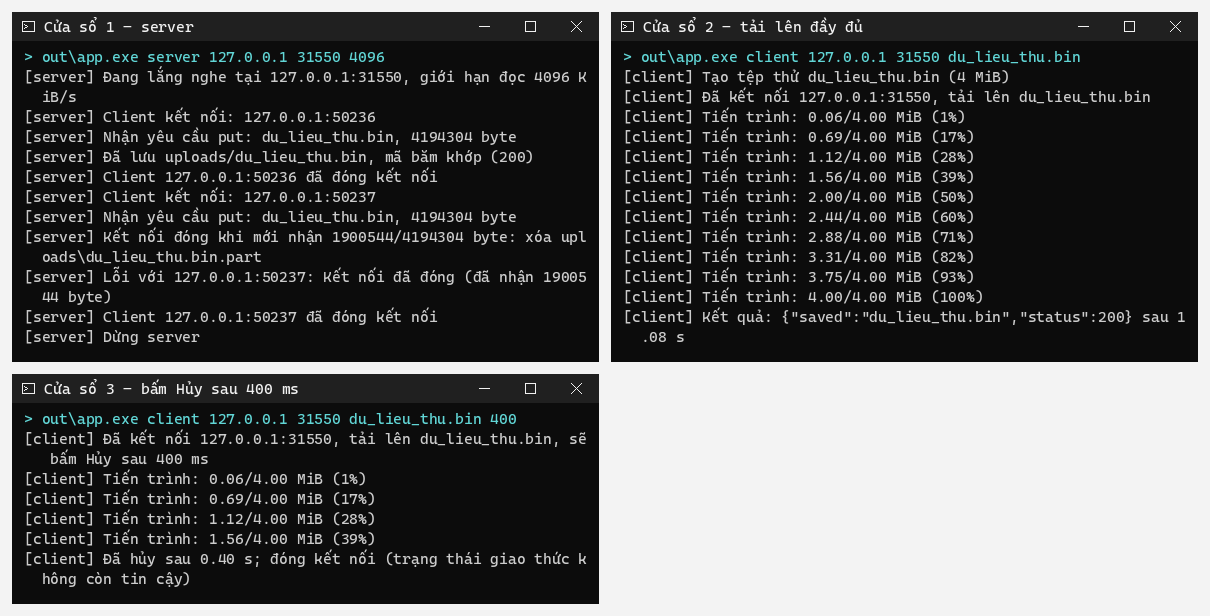 Cửa sổ 1 – server
> out\app.exe server 127.0.0.1 31550 4096
[server] Đang lắng nghe tại 127.0.0.1:31550, giới hạn đọc 4096 K
iB/s
[server] Client kết nối: 127.0.0.1:50236
[server] Nhận yêu cầu put: du_lieu_thu.bin, 4194304 byte
[server] Đã lưu uploads/du_lieu_thu.bin, mã băm khớp (200)
[server] Client 127.0.0.1:50236 đã đóng kết nối
[server] Client kết nối: 127.0.0.1:50237
[server] Nhận yêu cầu put: du_lieu_thu.bin, 4194304 byte
[server] Kết nối đóng khi mới nhận 1900544/4194304 byte: xóa upl
oads\du_lieu_thu.bin.part
[server] Lỗi với 127.0.0.1:50237: Kết nối đã đóng (đã nhận 19005
44 byte)
[server] Client 127.0.0.1:50237 đã đóng kết nối
[server] Dừng server
Cửa sổ 2 – tải lên đầy đủ
> out\app.exe client 127.0.0.1 31550 du_lieu_thu.bin
[client] Tạo tệp thử du_lieu_thu.bin (4 MiB)
[client] Đã kết nối 127.0.0.1:31550, tải lên du_lieu_thu.bin
[client] Tiến trình: 0.06/4.00 MiB (1%)
[client] Tiến trình: 0.69/4.00 MiB (17%)
[client] Tiến trình: 1.12/4.00 MiB (28%)
[client] Tiến trình: 1.56/4.00 MiB (39%)
[client] Tiến trình: 2.00/4.00 MiB (50%)
[client] Tiến trình: 2.44/4.00 MiB (60%)
[client] Tiến trình: 2.88/4.00 MiB (71%)
[client] Tiến trình: 3.31/4.00 MiB (82%)
[client] Tiến trình: 3.75/4.00 MiB (93%)
[client] Tiến trình: 4.00/4.00 MiB (100%)
[client] Kết quả: {"saved":"du_lieu_thu.bin","status":200} sau 1
.08 s
Cửa sổ 3 – bấm Hủy sau 400 ms
> out\app.exe client 127.0.0.1 31550 du_lieu_thu.bin 400
[client] Đã kết nối 127.0.0.1:31550, tải lên du_lieu_thu.bin, sẽ
bấm Hủy sau 400 ms
[client] Tiến trình: 0.06/4.00 MiB (1%)
[client] Tiến trình: 0.69/4.00 MiB (17%)
[client] Tiến trình: 1.12/4.00 MiB (28%)
[client] Tiến trình: 1.56/4.00 MiB (39%)
[client] Đã hủy sau 0.40 s; đóng kết nối (trạng thái giao thức k
hông còn tin cậy)